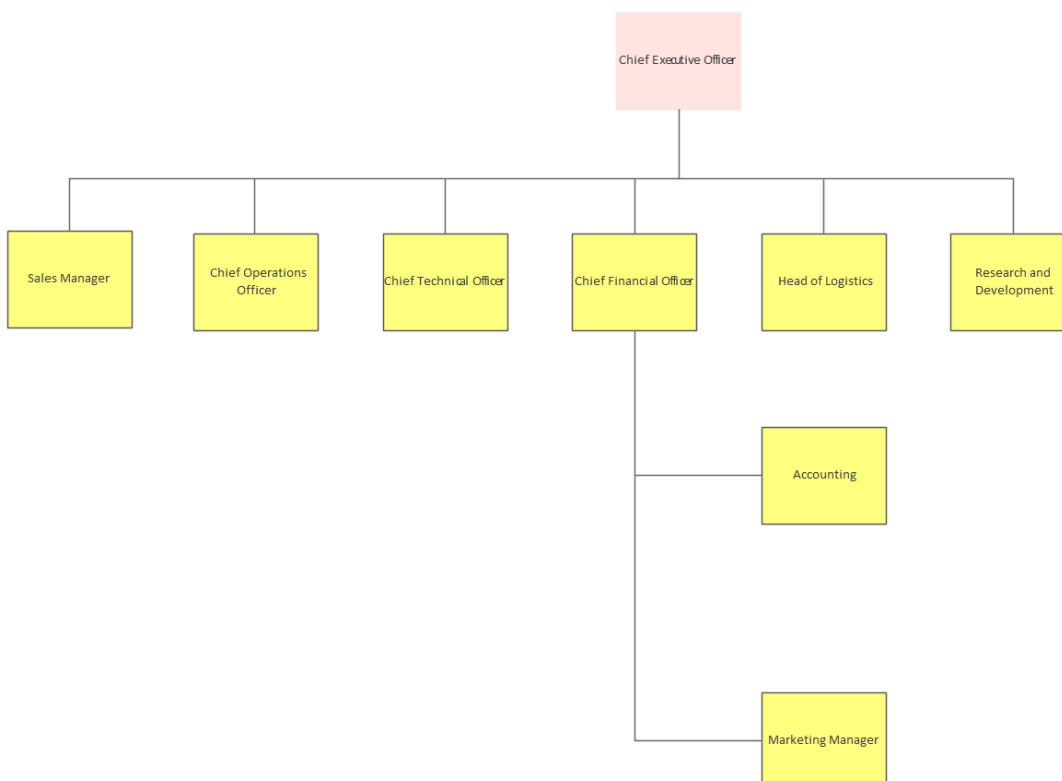 Chief Executive Officer
Sales Manager
Chief Operations
Officer
Chief Technical Officer
Chief Financial Officer
Head of Logistics
Research and
Development
Accounting
Marketing Manager